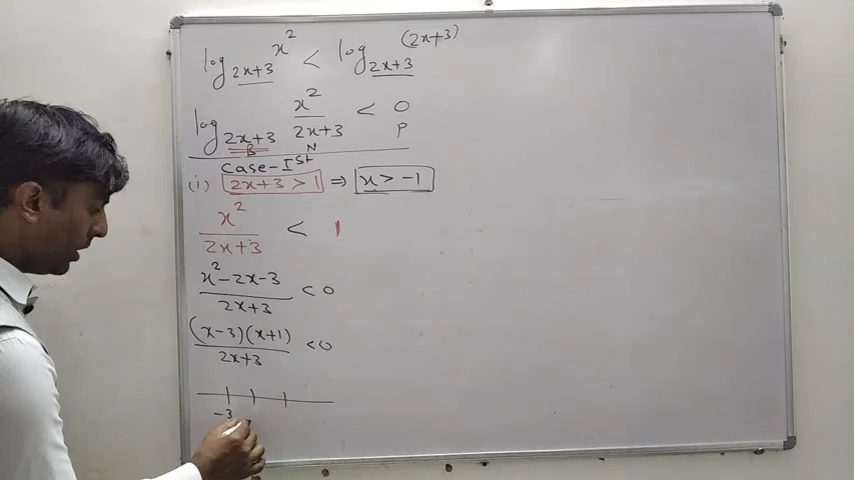 log_{2x+3} x² < log_{2x+3} (2x+3)
log_{2x+3} x²/(2x+3) < 0
B N P
Case-Ist
(i) 2x+3 > 1 ⇒ x > -1
x²/(2x+3) < 1
(x²-2x-3)/(2x+3) < 0
((x-3)(x+1))/(2x+3) < 0
-3